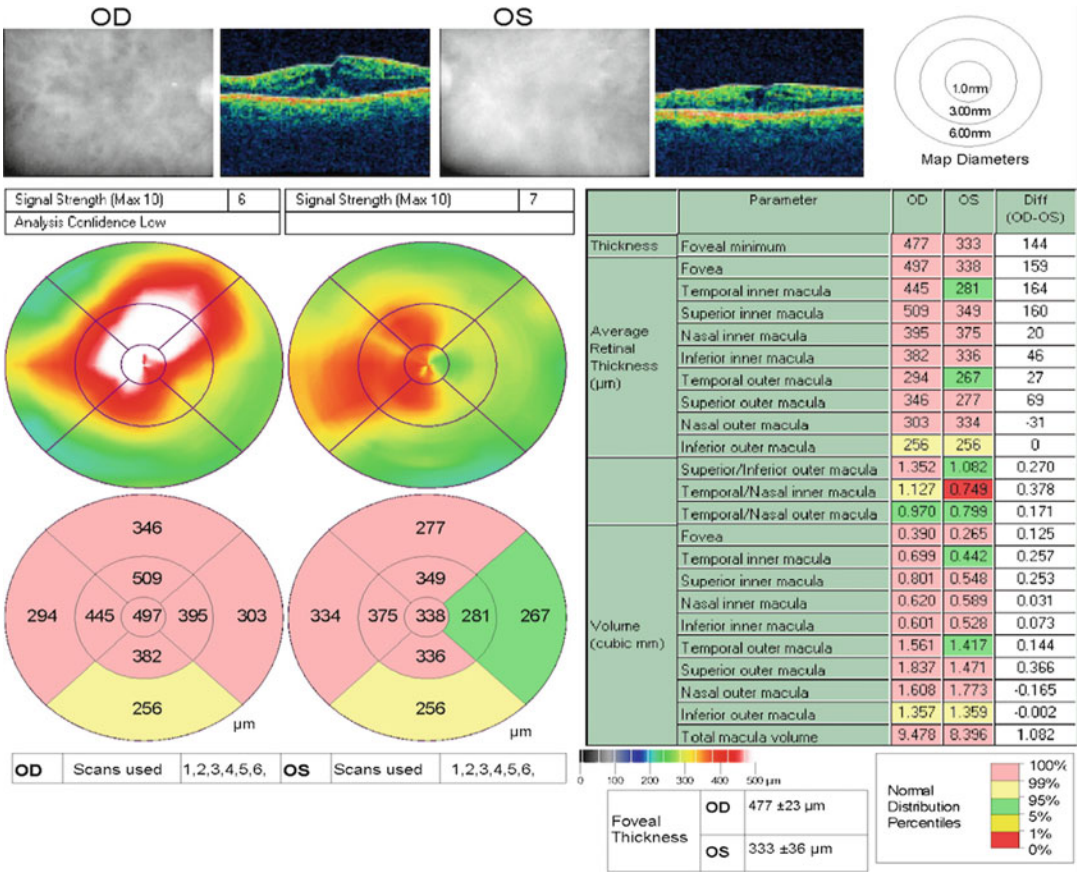 OD
OS
1.0mm
3.00mm
6.00mm
Map Diameters
Signal Strength (Max 10) 6
Analysis Confidence Low
Signal Strength (Max 10) 7
346
509
294 445 497 395 303
382
256
µm
277
349
334 375 338 281 267
336
256
µm
OD Scans used 1,2,3,4,5,6, OS Scans used 1,2,3,4,5,6,
Parameter OD OS Diff
(OD-OS)
Thickness Foveal minimum 477 333 144
Average
Retinal
Thickness
(µm)
Fovea 497 338 159
Temporal inner macula 445 281 164
Superior inner macula 509 349 160
Nasal inner macula 395 375 20
Inferior inner macula 382 336 46
Temporal outer macula 294 267 27
Superior outer macula 346 277 69
Nasal outer macula 303 334 -31
Inferior outer macula 256 256 0
Superior/Inferior outer macula 1.352 1.082 0.270
Temporal/Nasal inner macula 1.127 0.749 0.378
Temporal/Nasal outer macula 0.970 0.799 0.171
Volume
(cubic mm)
Fovea 0.390 0.265 0.125
Temporal inner macula 0.699 0.442 0.257
Superior inner macula 0.801 0.548 0.253
Nasal inner macula 0.620 0.589 0.031
Inferior inner macula 0.601 0.528 0.073
Temporal outer macula 1.561 1.417 0.144
Superior outer macula 1.837 1.471 0.366
Nasal outer macula 1.608 1.773 -0.165
Inferior outer macula 1.357 1.359 -0.002
Total macula volume 9.478 8.396 1.082
0 100 200 300 400 500 µm
Foveal
Thickness
OD 477 ±23 µm
OS 333 ±36 µm
Normal
Distribution
Percentiles
100%
99%
95%
5%
1%
0%